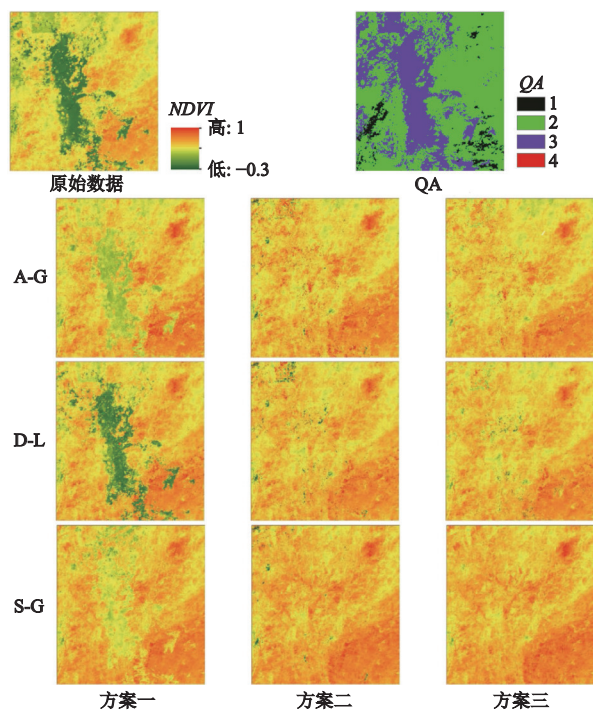 NDVI
高: 1
低: −0.3
原始数据
QA
1
2
3
4
QA
A-G
D-L
S-G
方案一
方案二
方案三